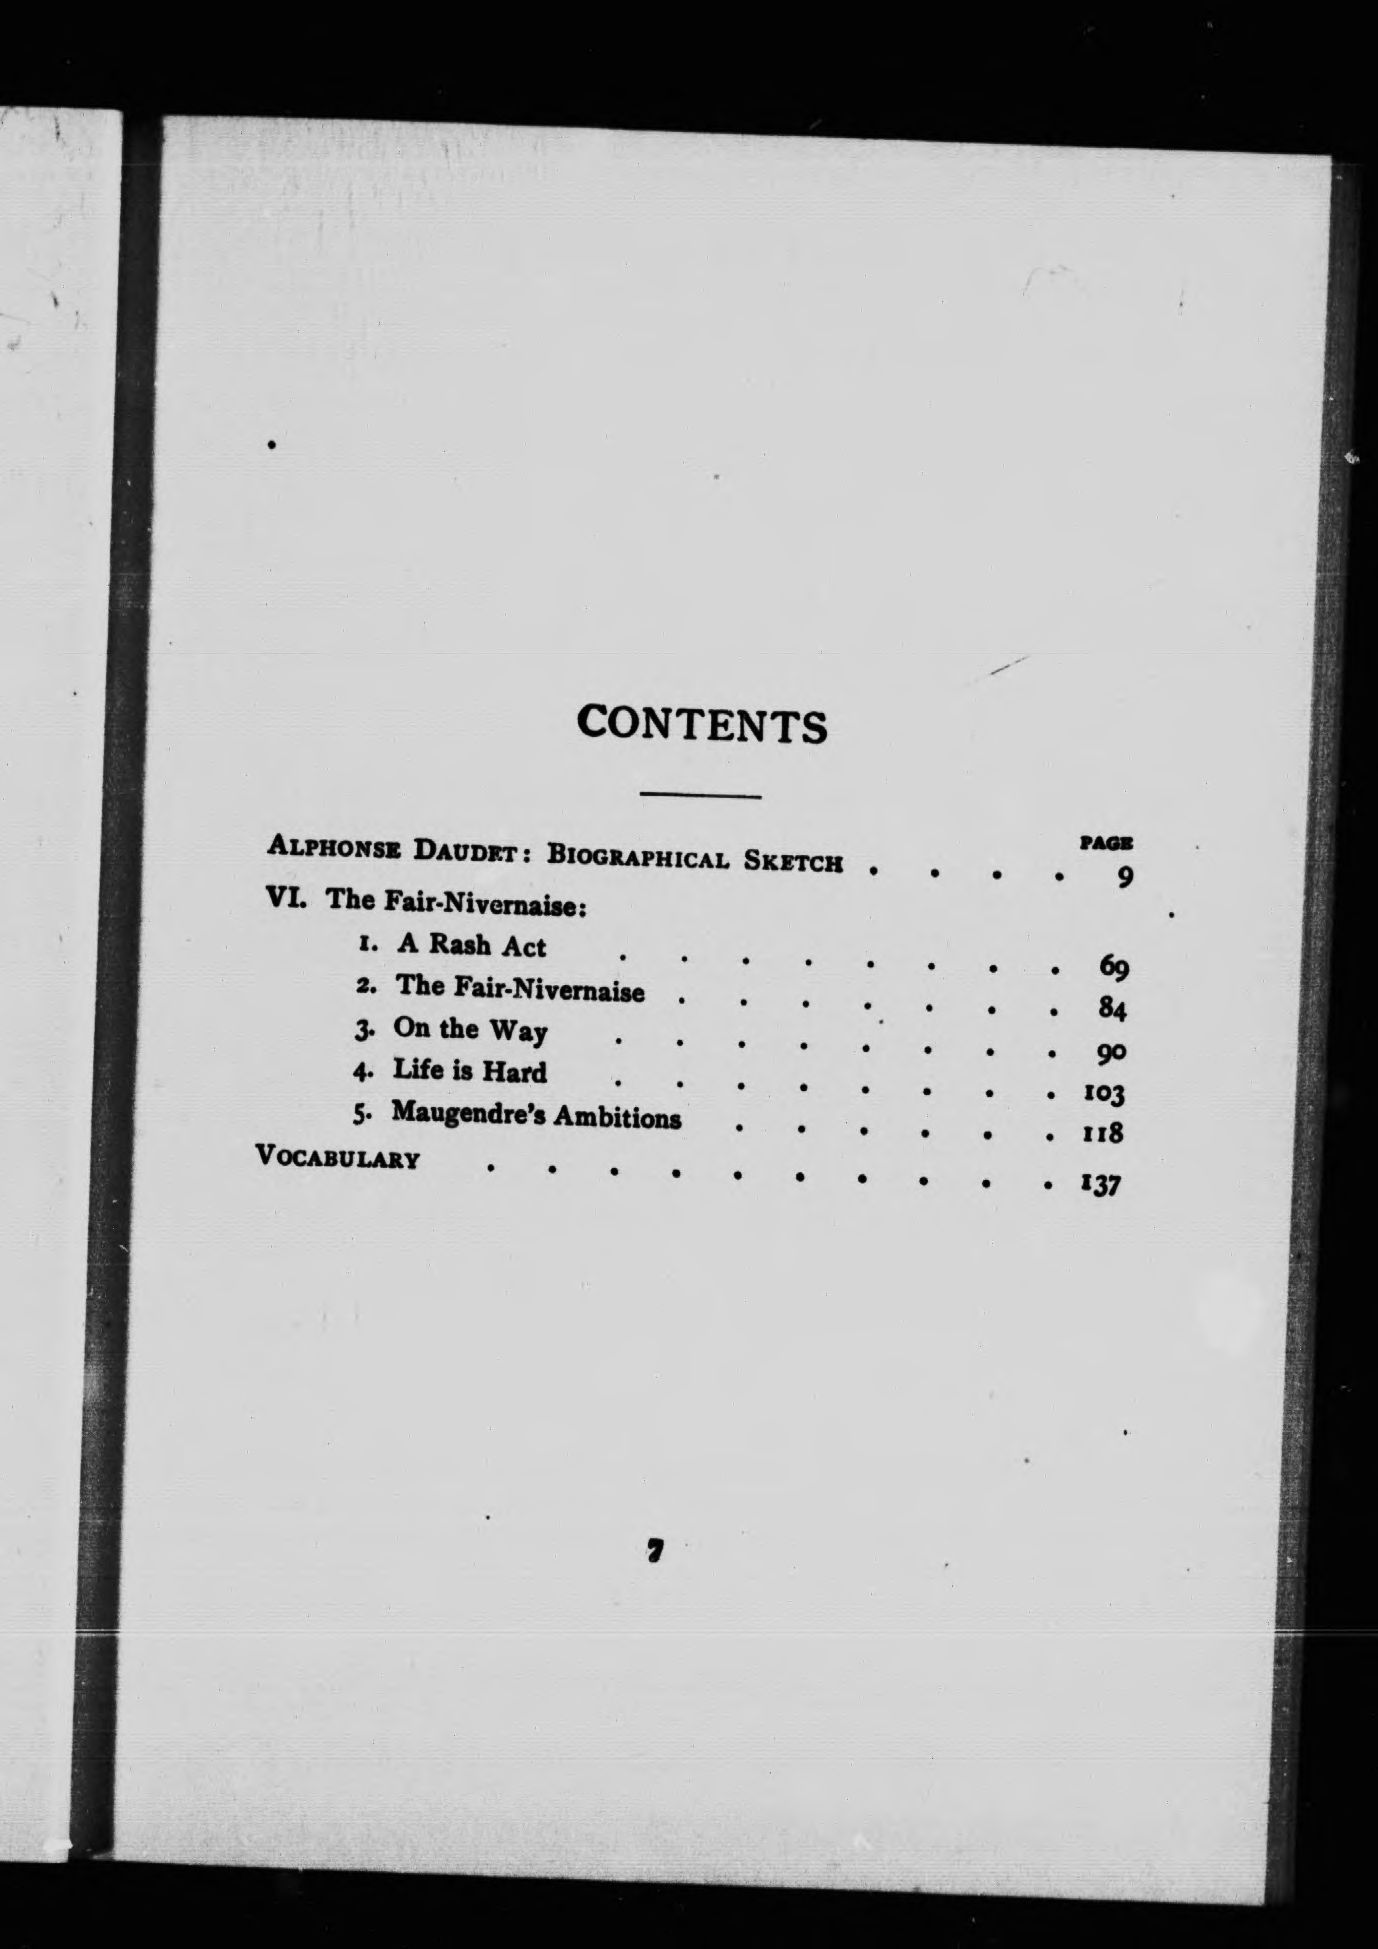 CONTENTS
PAGE
ALPHONSE DAUDET: BIOGRAPHICAL SKETCH . . . . 9
VI. The Fair-Nivernaise:
1. A Rash Act . . . . . . . . 69
2. The Fair-Nivernaise . . . . . . . 84
3. On the Way . . . . . . . . 90
4. Life is Hard . . . . . . . . 103
5. Maugendre's Ambitions . . . . . . 118
VOCABULARY . . . . . . . . . . 137
7